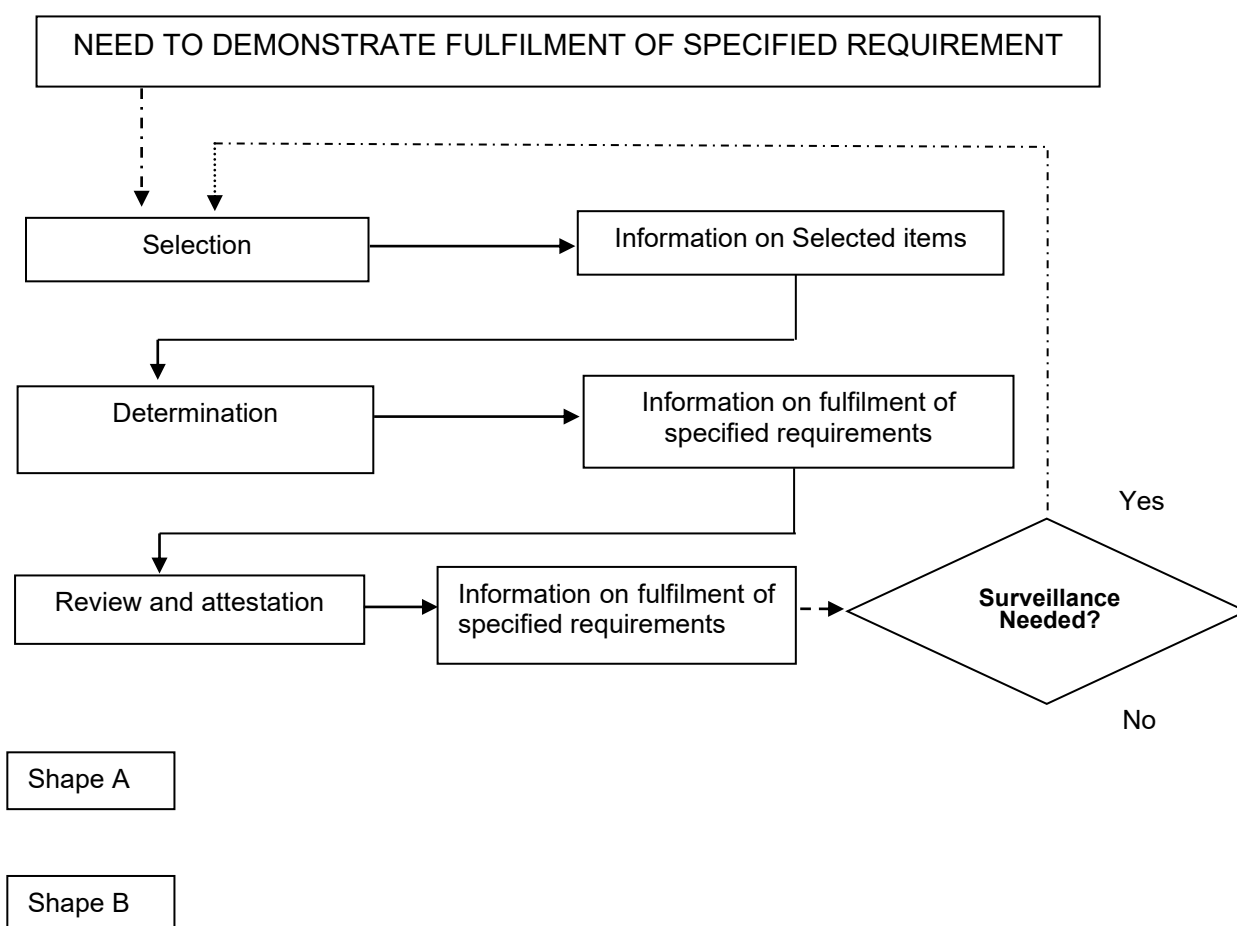 NEED TO DEMONSTRATE FULFILMENT OF SPECIFIED REQUIREMENT
Selection
Information on Selected items
Determination
Information on fulfilment of
specified requirements
Yes
Review and attestation
Information on fulfilment of
specified requirements
Surveillance
Needed?
No
Shape A
Shape B